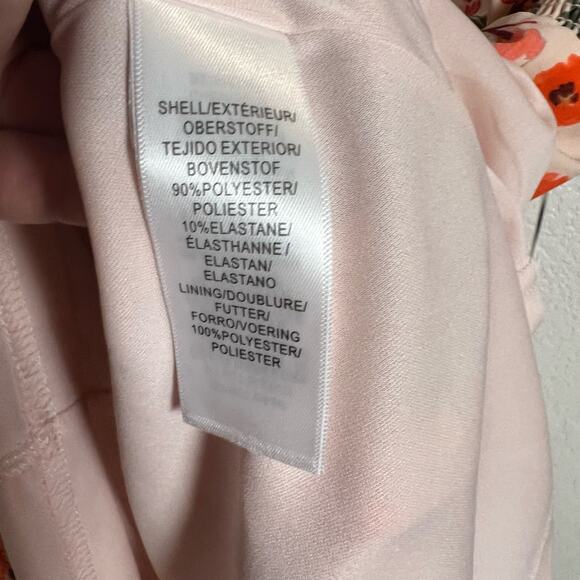 SHELL/EXTÉRIEUR/
OBERSTOFF/
TEJIDO EXTERIOR/
BOVENSTOF
90%POLYESTER/
POLIESTER
10%ELASTANE/
ÉLASTHANNE/
ELASTAN/
ELASTANO
LINING/DOUBLURE/
FUTTER/
FORRO/VOERING
100%POLYESTER/
POLIESTER